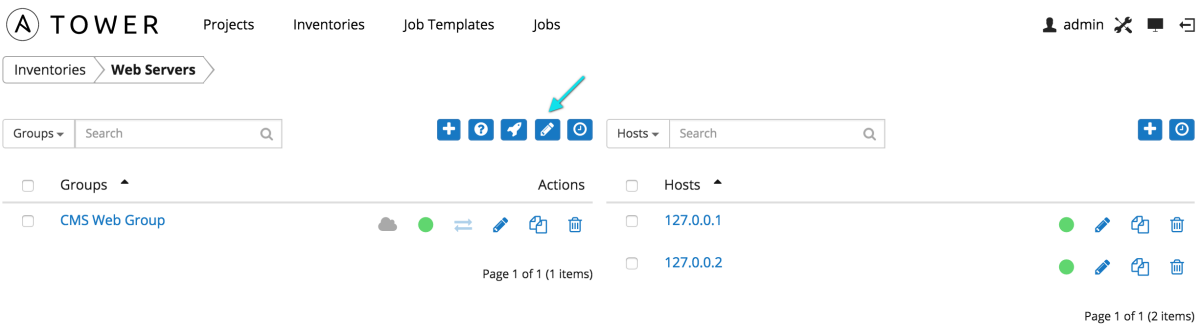 A TOWER Projects Inventories Job Templates Jobs admin
Inventories Web Servers
Groups Search Hosts Search
Groups Actions Hosts
CMS Web Group 127.0.0.1
Page 1 of 1 (1 items) 127.0.0.2
Page 1 of 1 (2 items)